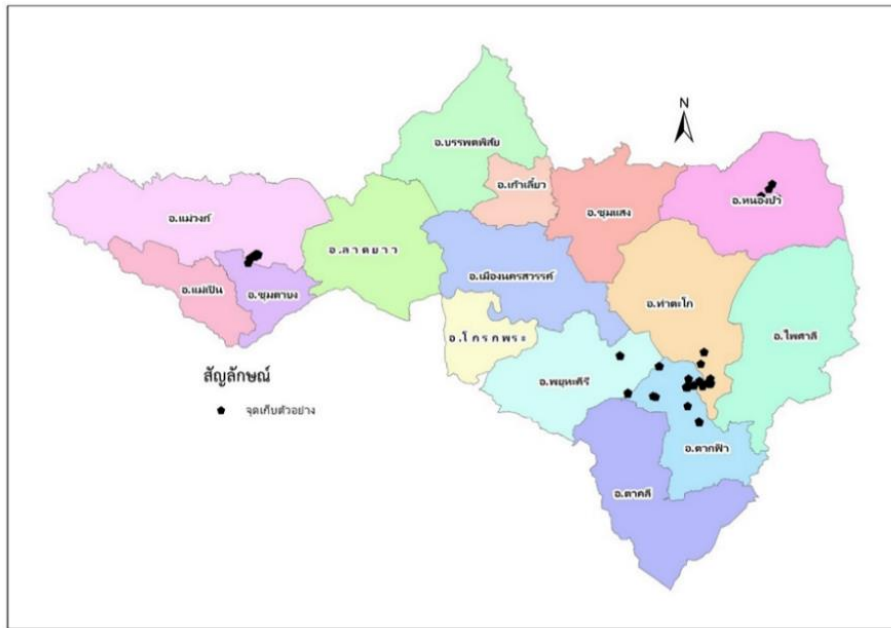 N
อ.บรรพตพิสัย
อ.เก้าเลี้ยว
อ.ชุมแสง
อ.หนองบัว
อ.แม่วงก์
อ.ลาดยาว
อ.เมืองนครสวรรค์
อ.แม่เปิน
อ.ชุมตาบง
อ.ท่าตะโก
อ.ไพศาลี
อ.โกรกพระ
อ.พยุหะคีรี
สัญลักษณ์
จุดเก็บตัวอย่าง
อ.ตากฟ้า
อ.ตาคลี